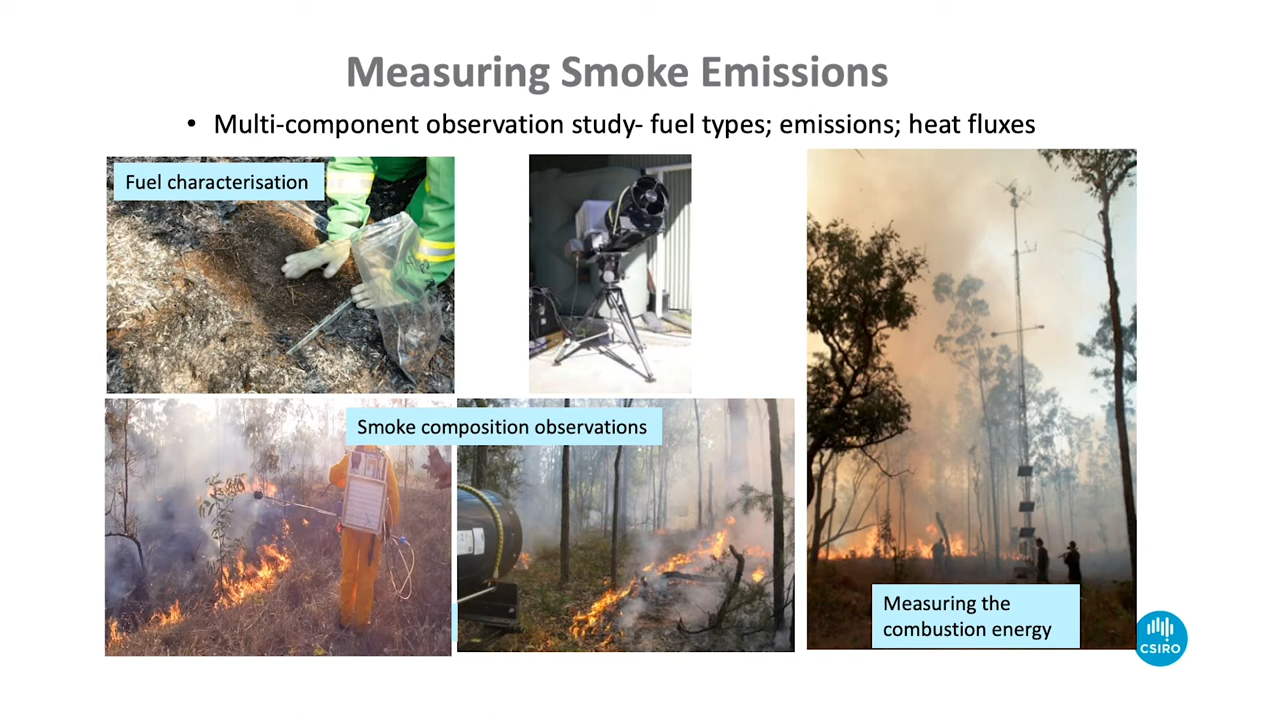 Measuring Smoke Emissions
• Multi-component observation study- fuel types; emissions; heat fluxes
Fuel characterisation
Smoke composition observations
Measuring the
combustion energy
CSIRO